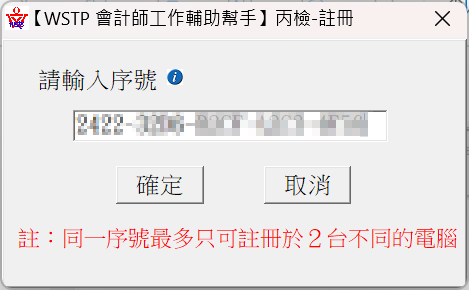 【WSTP 會計師工作輔助幫手】丙檢-註冊
請輸入序號
2422-
確定
取消
註：同一序號最多只可註冊於２台不同的電腦